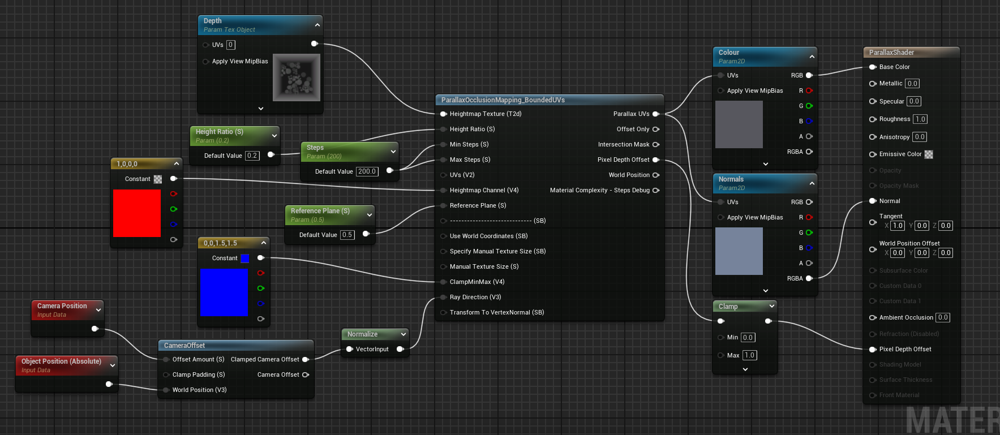 Depth
Param Tex Object
UVs 0
Apply View MipBias
Height Ratio (S)
Param (0.2)
Default Value 0.2
Steps
Param (200)
Default Value 200.0
1,0,0,0
Constant
Reference Plane (S)
Param (0.5)
Default Value 0.5
0,0,1.5,1.5
Constant
Camera Position
Input Data
Object Position (Absolute)
Input Data
CameraOffset
Offset Amount (S) Clamped Camera Offset
Clamp Padding (S) Camera Offset
World Position (V3)
Normalize
VectorInput
ParallaxOcclusionMapping_BoundedUVs
Heightmap Texture (T2d) Parallax UVs
Height Ratio (S) Offset Only
Min Steps (S) Intersection Mask
Max Steps (S) Pixel Depth Offset
UVs (V2) World Position
Heightmap Channel (V4) Material Complexity - Steps Debug
Reference Plane (S)
----------------------------- (SB)
Use World Coordinates (SB)
Specify Manual Texture Size (SB)
Manual Texture Size (S)
ClampMinMax (V4)
Ray Direction (V3)
Transform To VertexNormal (SB)
Colour
Param2D
UVs RGB
Apply View MipBias R
G
B
A
RGBA
Normals
Param2D
UVs RGB
Apply View MipBias R
G
B
A
RGBA
Clamp
Min 0.0
Max 1.0
ParallaxShader
Base Color
Metallic 0.0
Specular 0.0
Roughness 1.0
Anisotropy 0.0
Emissive Color
Opacity
Opacity Mask
Normal
Tangent
X 1.0 Y 0.0 Z 0.0
World Position Offset
X 0.0 Y 0.0 Z 0.0
Subsurface Color
Custom Data 0
Custom Data 1
Ambient Occlusion 0.0
Refraction (Disabled)
Pixel Depth Offset
Shading Model
Surface Thickness
Front Material
MATER